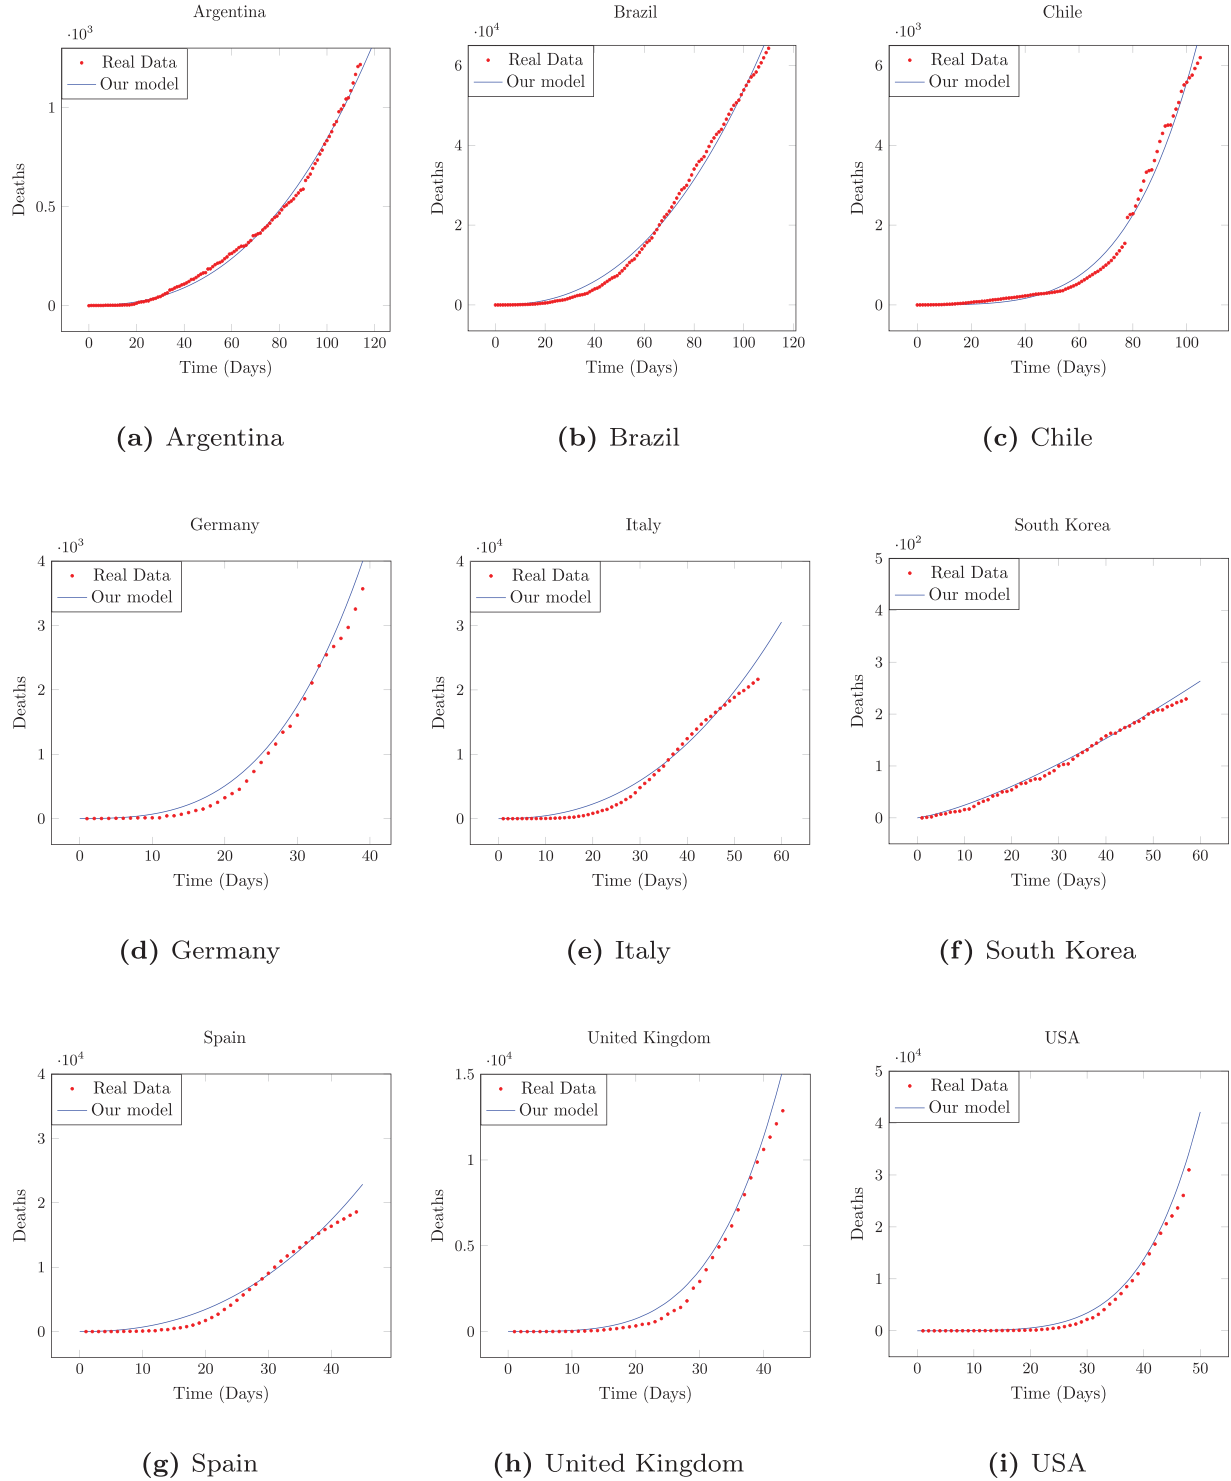 Argentina
·10³
Real Data
Our model
1
0.5
0
Deaths
0 20 40 60 80 100 120
Time (Days)
(a) Argentina
Brazil
·10⁴
Real Data
Our model
6
4
2
0
Deaths
0 20 40 60 80 100 120
Time (Days)
(b) Brazil
Chile
·10³
Real Data
Our model
6
4
2
0
Deaths
0 20 40 60 80 100
Time (Days)
(c) Chile
Germany
·10³
Real Data
Our model
4
3
2
1
0
Deaths
0 10 20 30 40
Time (Days)
(d) Germany
Italy
·10⁴
Real Data
Our model
4
3
2
1
0
Deaths
0 10 20 30 40 50 60
Time (Days)
(e) Italy
South Korea
·10²
Real Data
Our model
5
4
3
2
1
0
Deaths
0 10 20 30 40 50 60
Time (Days)
(f) South Korea
Spain
·10⁴
Real Data
Our model
4
3
2
1
0
Deaths
0 10 20 30 40
Time (Days)
(g) Spain
United Kingdom
·10⁴
Real Data
Our model
1.5
1
0.5
0
Deaths
0 10 20 30 40
Time (Days)
(h) United Kingdom
USA
·10⁴
Real Data
Our model
5
4
3
2
1
0
Deaths
0 10 20 30 40 50
Time (Days)
(i) USA